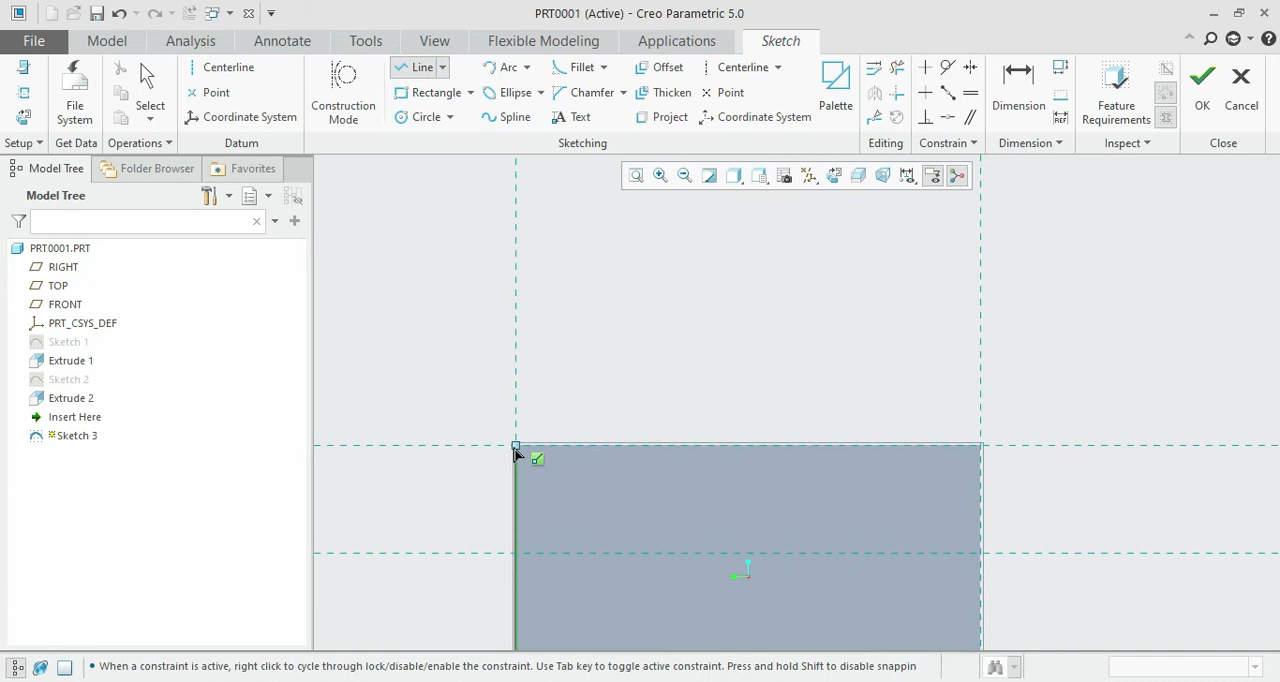 PRT0001 (Active) - Creo Parametric 5.0
File Model Analysis Annotate Tools View Flexible Modeling Applications Sketch
Centerline Line Arc Fillet Offset Centerline
Point Rectangle Ellipse Chamfer Thicken Point
Coordinate System Circle Spline Text Project Coordinate System
File System
Select
Construction Mode
Palette
Dimension
Feature Requirements
OK
Cancel
Setup Get Data Operations Datum Sketching Editing Constrain Dimension Inspect Close
Model Tree Folder Browser Favorites
Model Tree
PRT0001.PRT
RIGHT
TOP
FRONT
PRT_CSYS_DEF
Sketch 1
Extrude 1
Sketch 2
Extrude 2
Insert Here
Sketch 3
• When a constraint is active, right click to cycle through lock/disable/enable the constraint. Use Tab key to toggle active constraint. Press and hold Shift to disable snappin